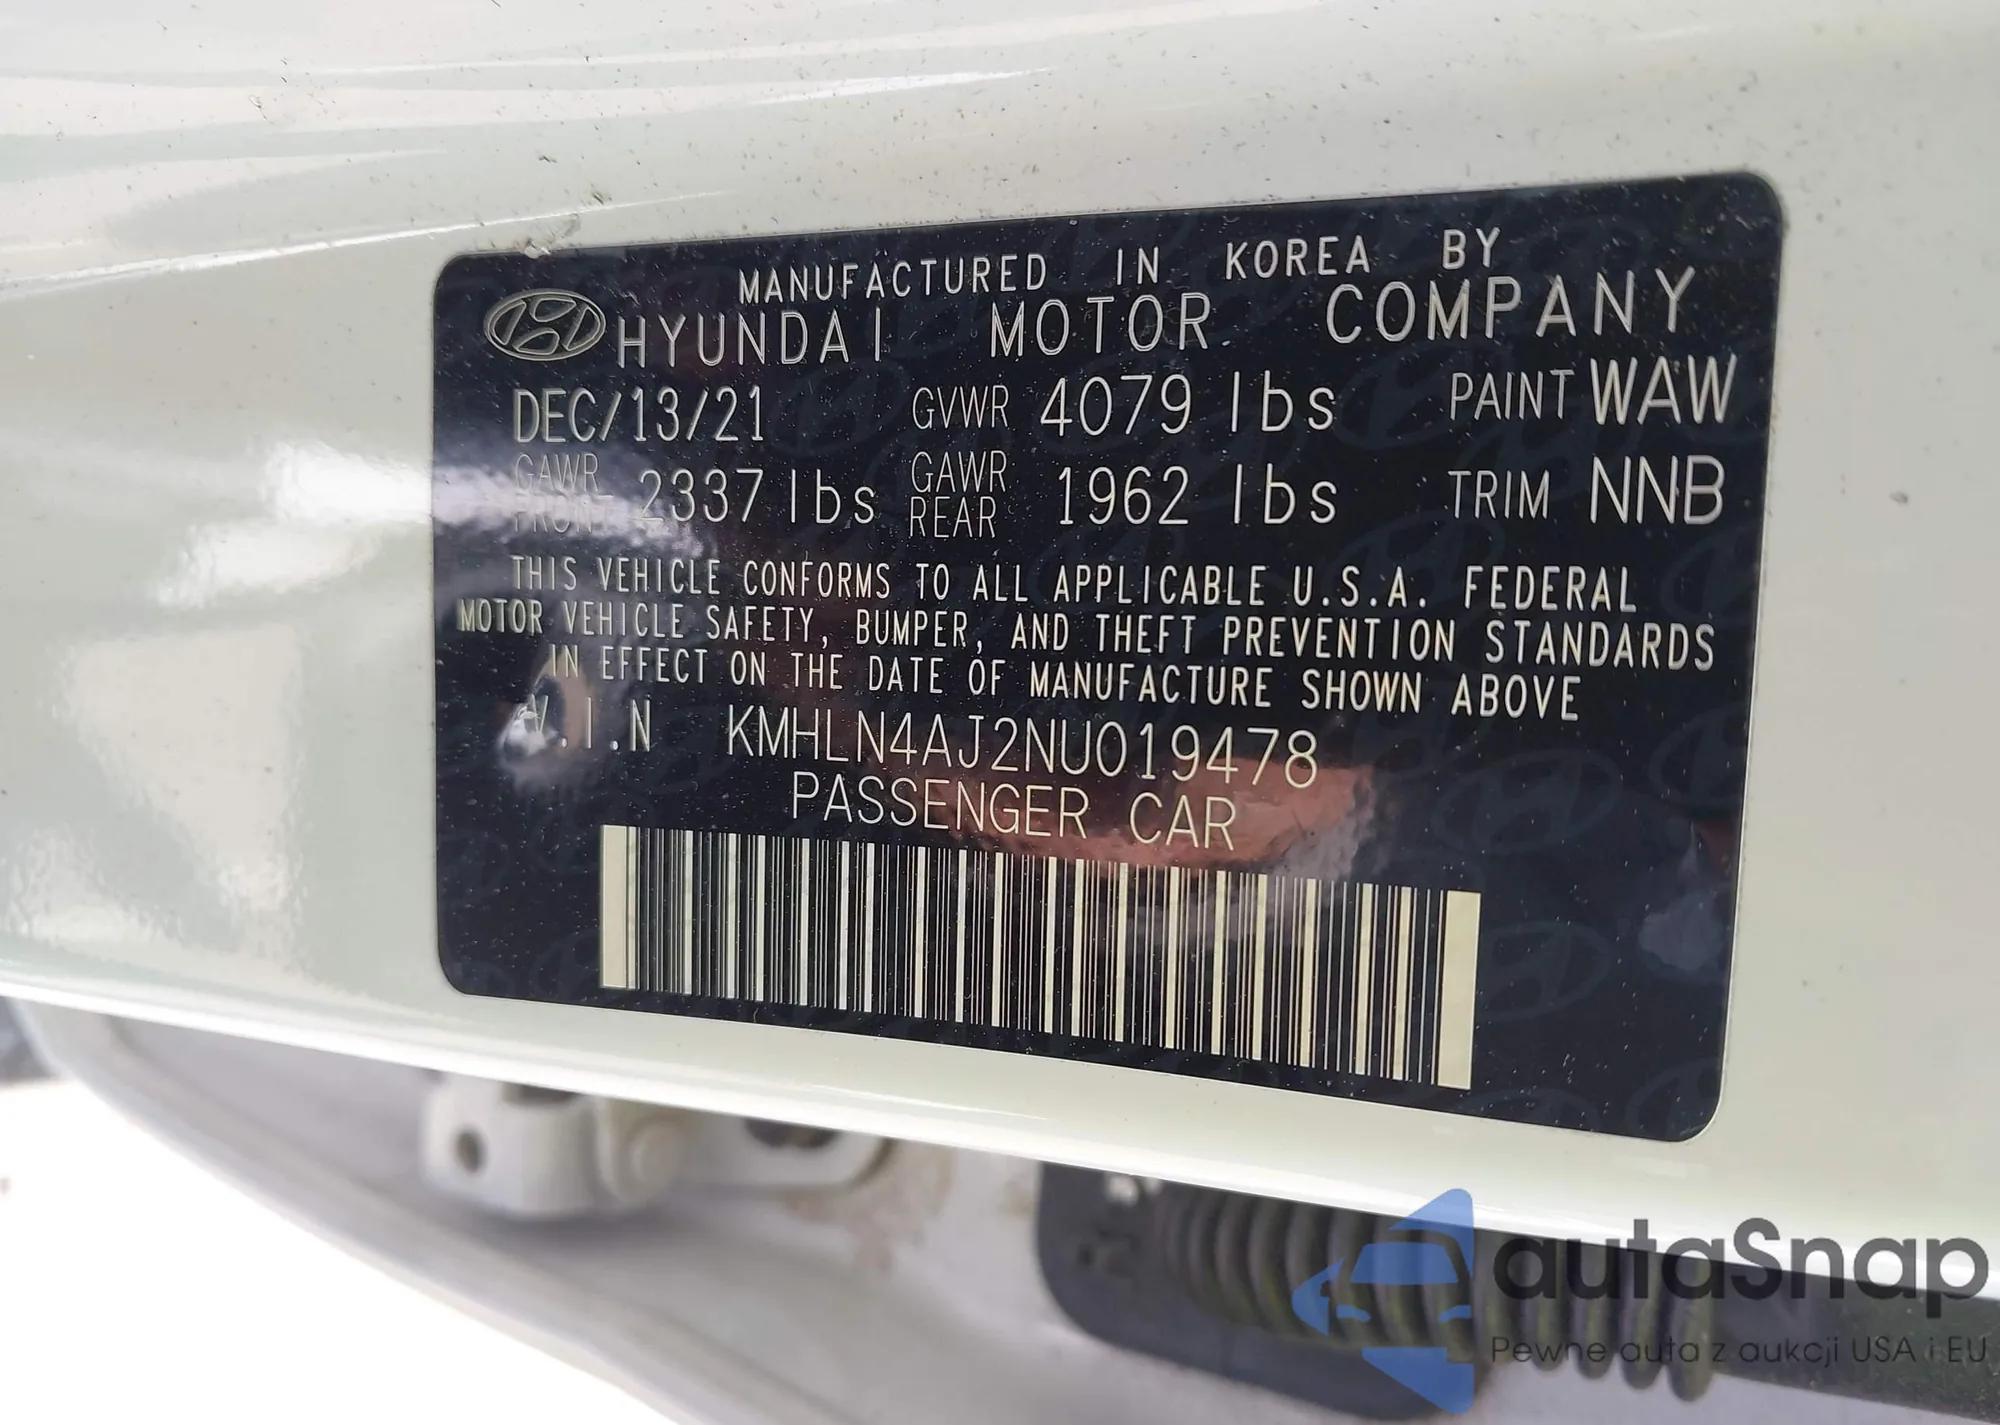 MANUFACTURED IN KOREA BY
HYUNDAI MOTOR COMPANY
DEC/13/21 GVWR 4079 lbs PAINT WAW
GAWR FRONT 2337 lbs GAWR REAR 1962 lbs TRIM NNB
THIS VEHICLE CONFORMS TO ALL APPLICABLE U.S.A. FEDERAL
MOTOR VEHICLE SAFETY, BUMPER, AND THEFT PREVENTION STANDARDS
IN EFFECT ON THE DATE OF MANUFACTURE SHOWN ABOVE
V.I.N KMHLN4AJ2NU019478
PASSENGER CAR
autaSnap
Pewne auta z aukcji USA i EU